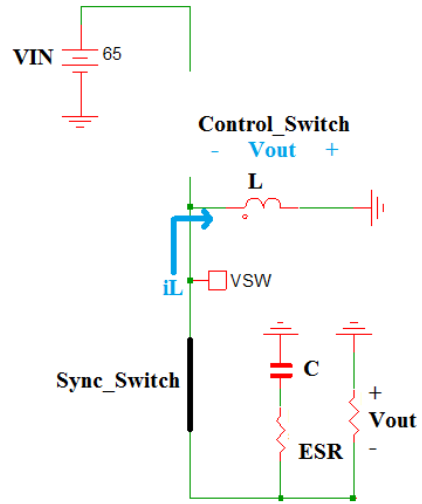 VIN
65
Control_Switch
- Vout +
L
iL
VSW
Sync_Switch
C
ESR
+
Vout
-